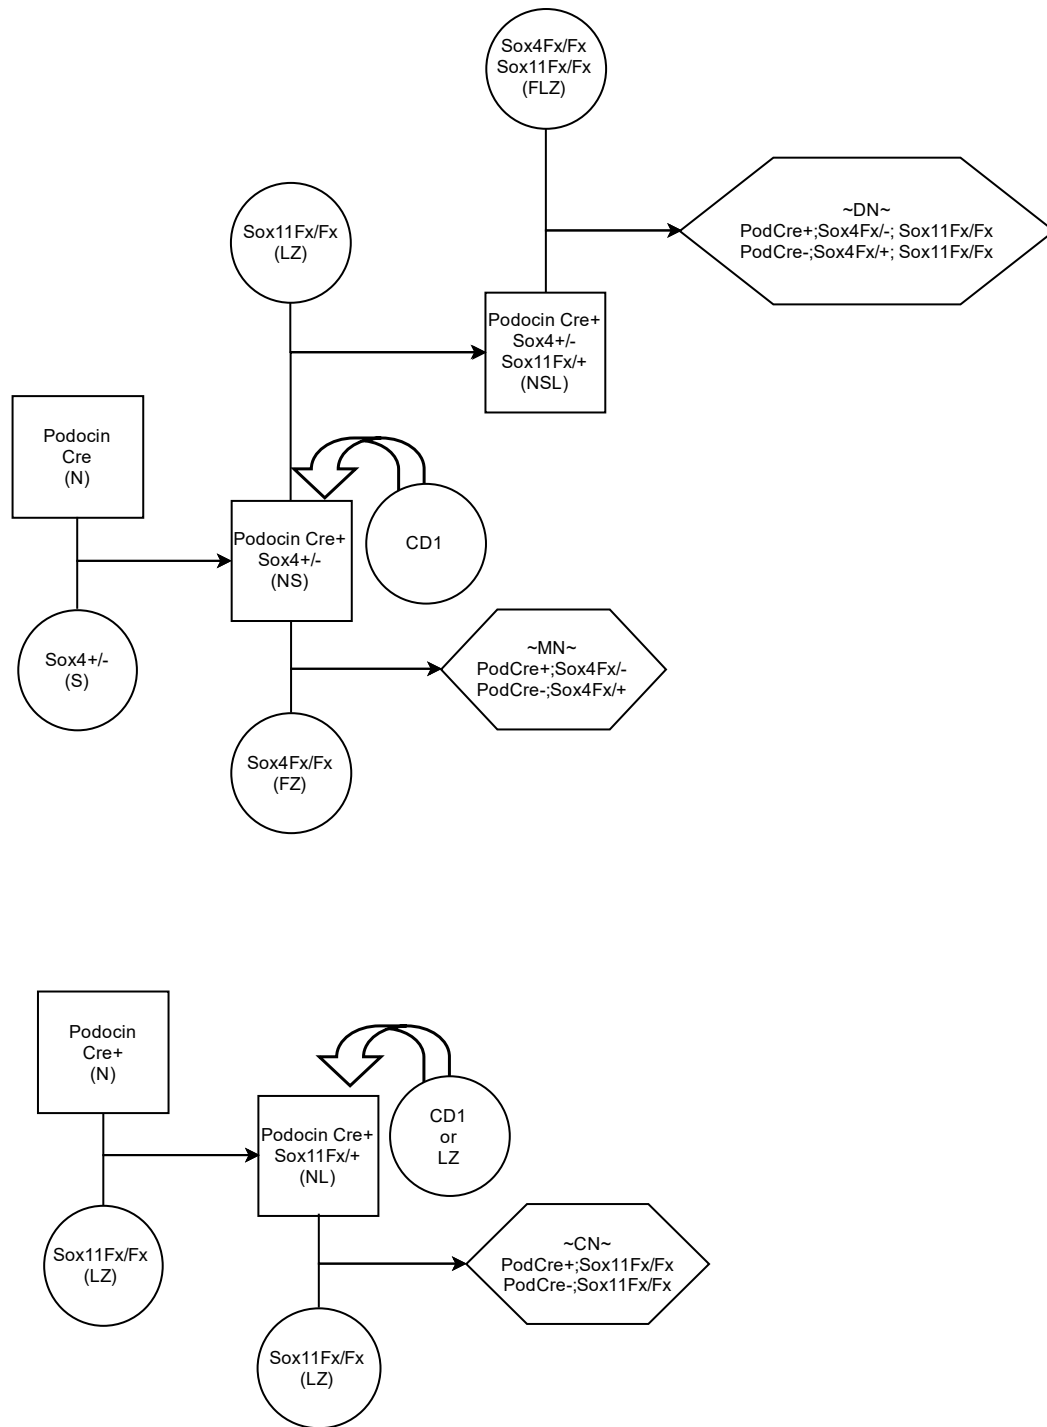 Sox4Fx/Fx
Sox11Fx/Fx
(FLZ)
~DN~
PodCre+;Sox4Fx/-; Sox11Fx/Fx
PodCre-;Sox4Fx/+; Sox11Fx/Fx
Sox11Fx/Fx
(LZ)
Podocin Cre+
Sox4+/-
Sox11Fx/+
(NSL)
Podocin
Cre
(N)
Podocin Cre+
Sox4+/-
(NS)
CD1
Sox4+/-
(S)
~MN~
PodCre+;Sox4Fx/-
PodCre-;Sox4Fx/+
Sox4Fx/Fx
(FZ)
Podocin
Cre+
(N)
Podocin Cre+
Sox11Fx/+
(NL)
CD1
or
LZ
Sox11Fx/Fx
(LZ)
~CN~
PodCre+;Sox11Fx/Fx
PodCre-;Sox11Fx/Fx
Sox11Fx/Fx
(LZ)